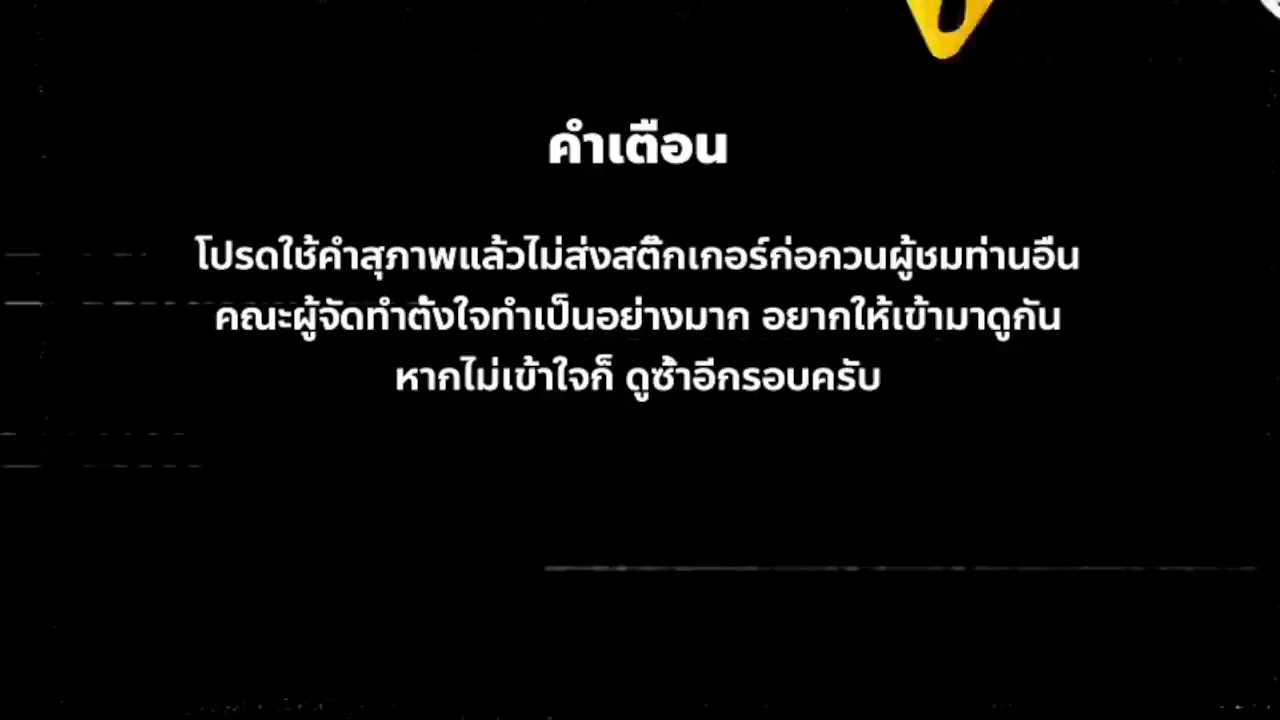 คำเตือน
โปรดใช้คำสุภาพแล้วไม่ส่งสติ๊กเกอร์ก่อกวนผู้ชมท่านอื่น
คณะผู้จัดทำตั้งใจทำเป็นอย่างมาก อยากให้เข้ามาดูกัน
หากไม่เข้าใจก็ ดูซ้ำอีกรอบครับ